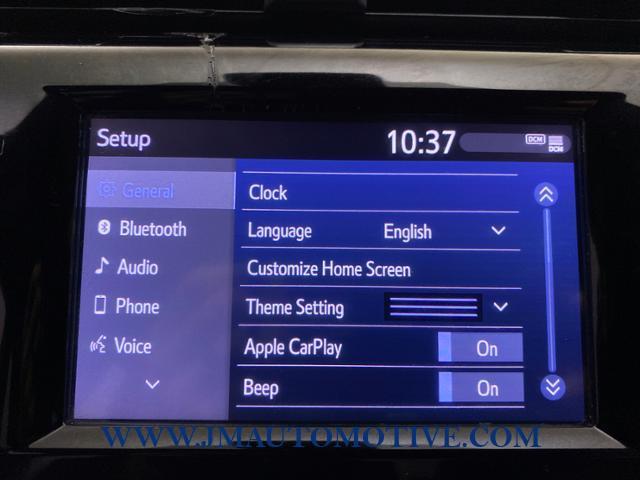 Setup
10:37
DCM
DCM
General
Bluetooth
Audio
Phone
Voice
Clock
Language English
Customize Home Screen
Theme Setting
Apple CarPlay On
Beep On
WWW.JMAUTOMOTIVE.COM